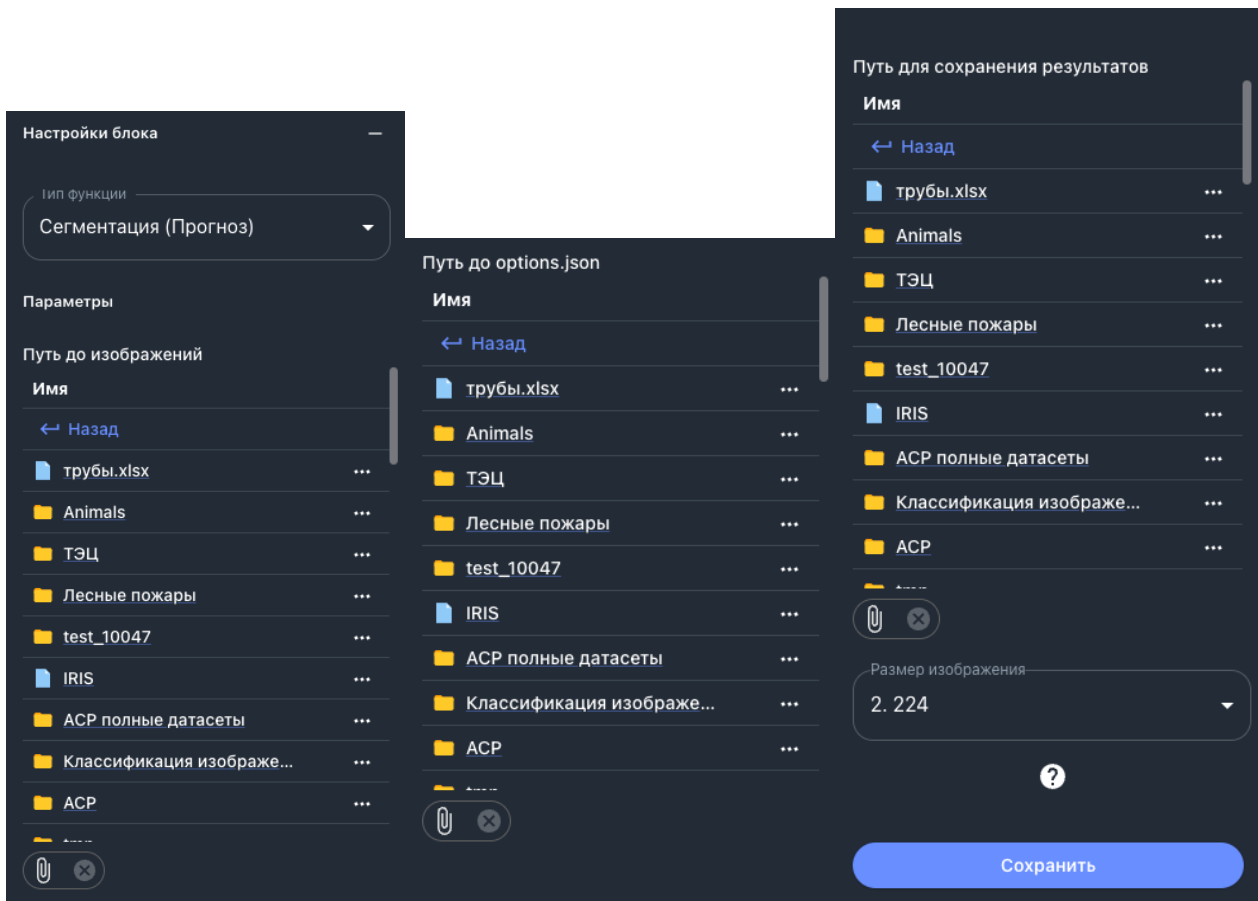 Настройки блока
Тип функции
Сегментация (Прогноз)
Параметры
Путь до изображений
Имя
Назад
трубы.xlsx
Animals
ТЭЦ
Лесные пожары
test_10047
IRIS
АСР полные датасеты
Классификация изображе...
АСР
Путь до options.json
Имя
Назад
трубы.xlsx
Animals
ТЭЦ
Лесные пожары
test_10047
IRIS
АСР полные датасеты
Классификация изображе...
АСР
Путь для сохранения результатов
Имя
Назад
трубы.xlsx
Animals
ТЭЦ
Лесные пожары
test_10047
IRIS
АСР полные датасеты
Классификация изображе...
АСР
Размер изображения
2. 224
?
Сохранить